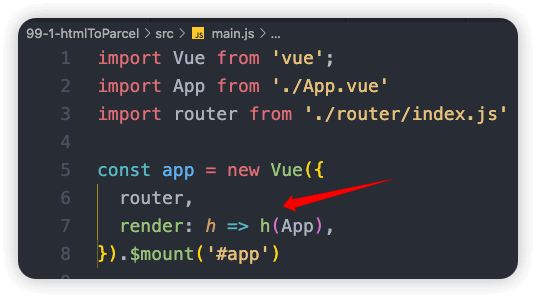 99-1-htmlToParcel > src > JS main.js > ...
1 import Vue from 'vue';
2 import App from './App.vue'
3 import router from './router/index.js'
4
5 const app = new Vue({
6 router,
7 render: h => h(App),
8 }).$mount('#app')